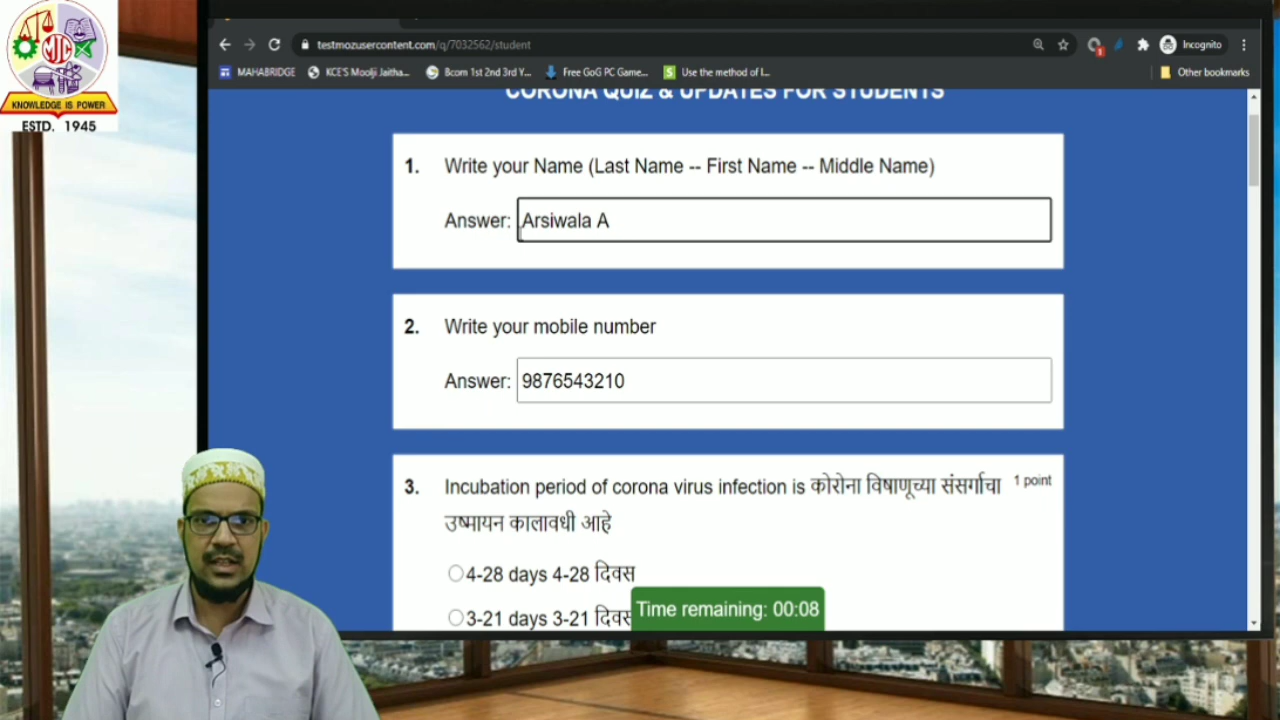 MJC
KNOWLEDGE IS POWER
ESTD. 1945
testmozusercontent.com/q/7032562/student
Incognito
MAHABRIDGE
KCE'S Moolji Jaitha...
Bcom 1st 2nd 3rd Y...
Free GoG PC Game...
Use the method of l...
Other bookmarks
CORONA QUIZ & UPDATES FOR STUDENTS
1. Write your Name (Last Name -- First Name -- Middle Name)
Answer: Arsiwala A
2. Write your mobile number
Answer: 9876543210
3. Incubation period of corona virus infection is कोरोना विषाणूच्या संसर्गाचा 1 point
उष्मायन कालावधी आहे
4-28 days 4-28 दिवस
3-21 days 3-21 दिवस
Time remaining: 00:08